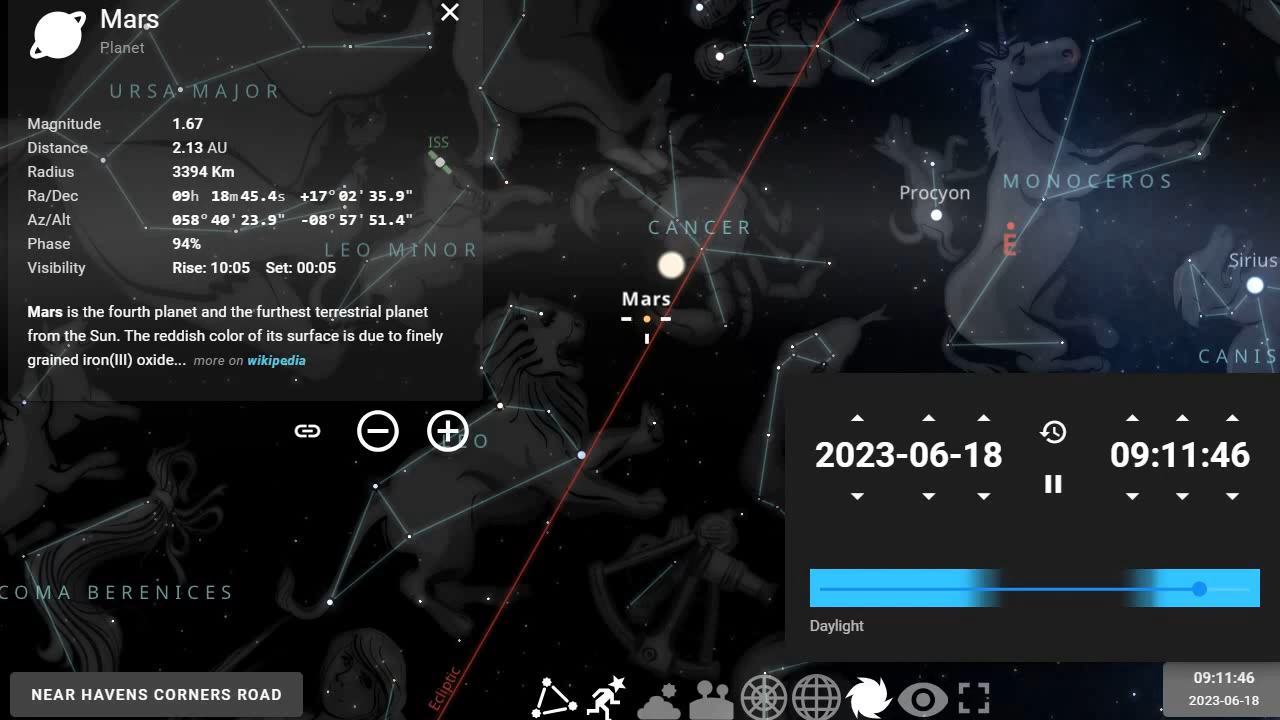 Mars
Planet
URSA MAJOR
Magnitude 1.67
Distance 2.13 AU
Radius 3394 Km
Ra/Dec 09h 18m45.4s +17°02'35.9"
Az/Alt 058°40'23.9" -08°57'51.4"
Phase 94%
Visibility Rise: 10:05 Set: 00:05
Mars is the fourth planet and the furthest terrestrial planet
from the Sun. The reddish color of its surface is due to finely
grained iron(III) oxide... more on wikipedia
ISS
LEO MINOR
CANCER
Mars
Procyon
MONOCEROS
E
Sirius
CANIS
LEO
COMA BERENICES
Ecliptic
2023-06-18 09:11:46
Daylight
NEAR HAVENS CORNERS ROAD
09:11:46
2023-06-18